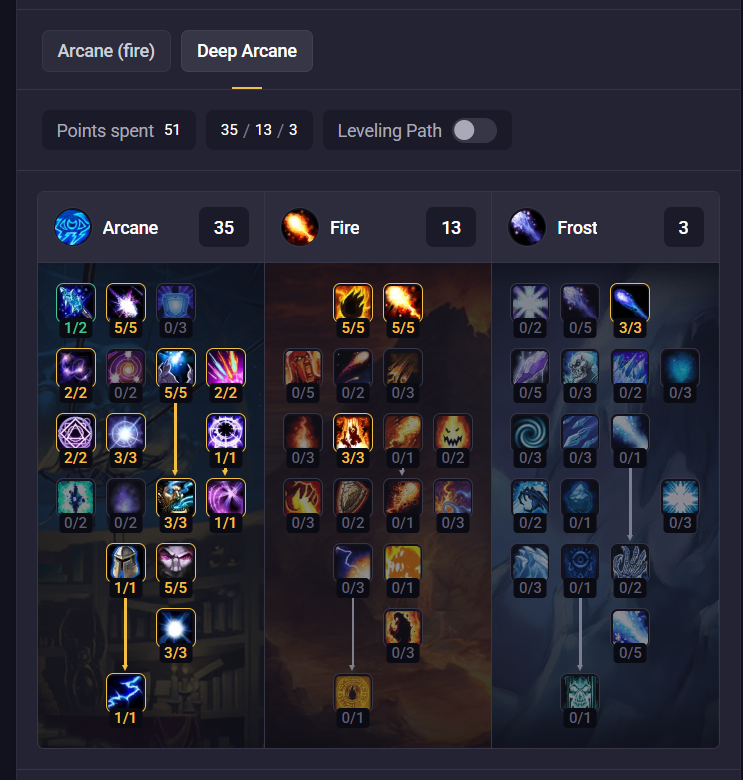 Arcane (fire) Deep Arcane
Points spent 51 35 / 13 / 3 Leveling Path
Arcane 35 Fire 13 Frost 3
1/2 5/5 0/3 5/5 5/5 0/2 0/5 3/3
2/2 0/2 5/5 2/2 0/5 0/2 0/3 0/5 0/3 0/2 0/3
2/2 3/3 1/1 0/3 3/3 0/1 0/2 0/3 0/3 0/1
0/2 0/2 3/3 1/1 0/3 0/2 0/1 0/3 0/2 0/1 0/3
1/1 5/5 0/3 0/1 0/3 0/1 0/2
3/3 0/3 0/5
1/1 0/1 0/1